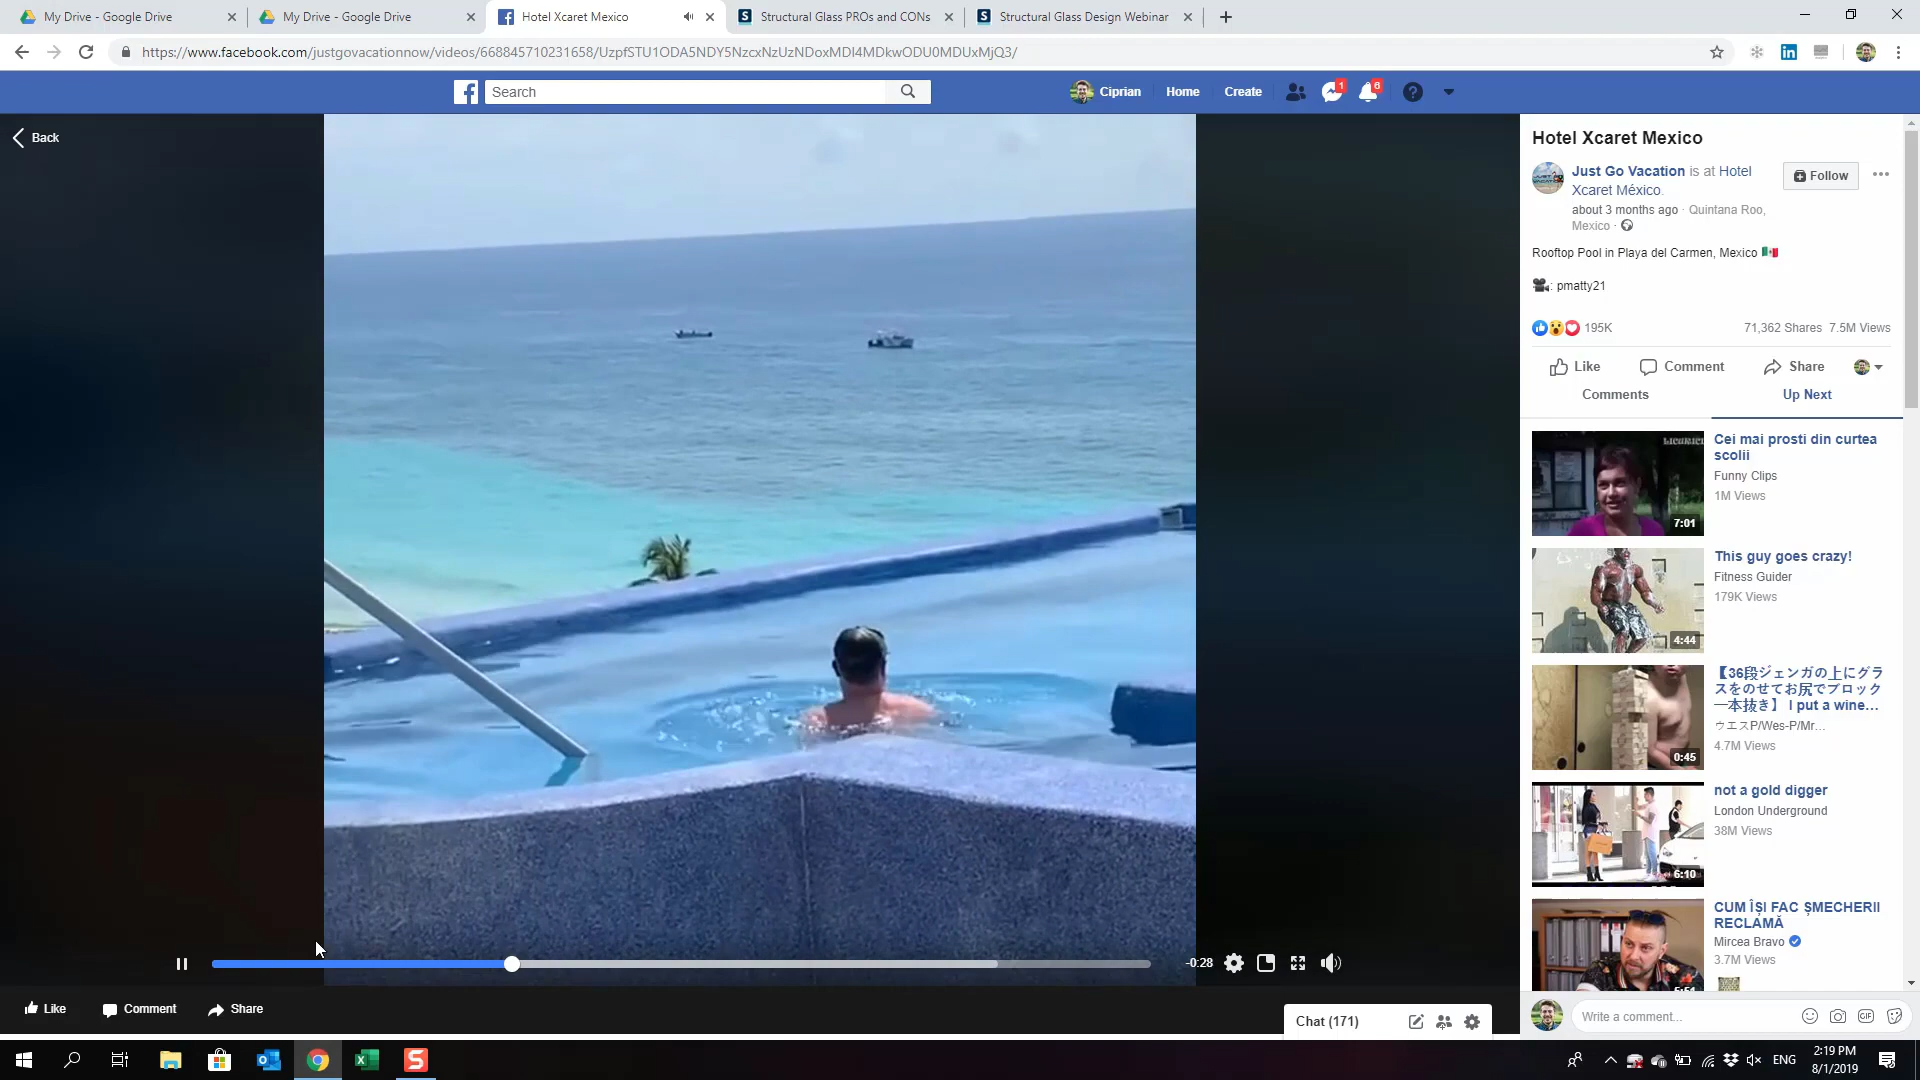 My Drive - Google Drive
My Drive - Google Drive
Hotel Xcaret Mexico
Structural Glass PROs and CONs
Structural Glass Design Webinar
https://www.facebook.com/justgovacationnow/videos/668845710231658/UzpfSTU1ODA5NDY5NzcxNzUzNDoxMDI4MDkwODU0MDUxMjQ3/
Search
Ciprian
Home
Create
1
6
Back
Hotel Xcaret Mexico
Just Go Vacation is at Hotel
Xcaret México.
about 3 months ago · Quintana Roo,
Mexico ·
Follow
Rooftop Pool in Playa del Carmen, Mexico
: pmatty21
195K
71,362 Shares 7.5M Views
Like
Comment
Share
Comments
Up Next
Cei mai prosti din curtea
scolii
Funny Clips
1M Views
7:01
This guy goes crazy!
Fitness Guider
179K Views
4:44
【36段ジェンガの上にグラ
スをのせてお尻でブロック
一本抜き】 I put a wine...
ウエスP/Wes-P/Mr...
4.7M Views
0:45
not a gold digger
London Underground
38M Views
6:10
CUM ÎȘI FAC ȘMECHERII
RECLAMĂ
Mircea Bravo
3.7M Views
-0:28
Like
Comment
Share
Chat (171)
Write a comment...
GIF
ENG
2:19 PM
8/1/2019